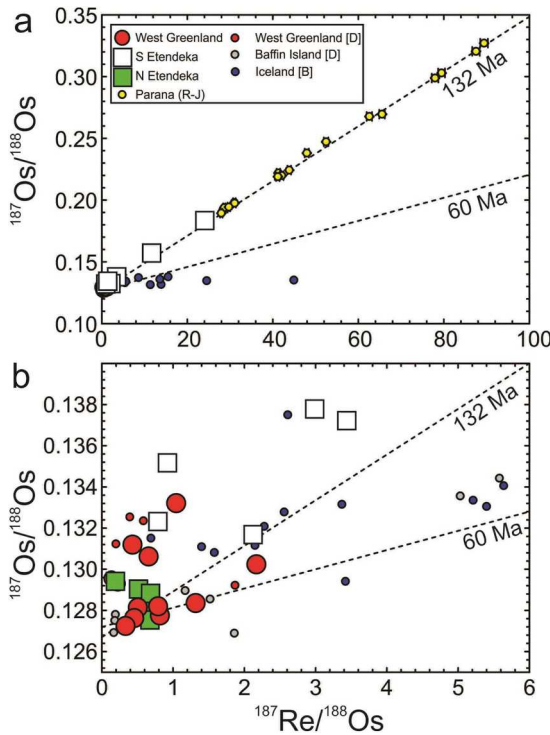 a
West Greenland
S Etendeka
N Etendeka
Parana (R-J)
West Greenland [D]
Baffin Island [D]
Iceland [B]
132 Ma
60 Ma
187Os/188Os
0.35
0.30
0.25
0.20
0.15
0.10
0 20 40 60 80 100
b
132 Ma
60 Ma
187Os/188Os
0.138
0.136
0.134
0.132
0.130
0.128
0.126
0 1 2 3 4 5 6
187Re/188Os